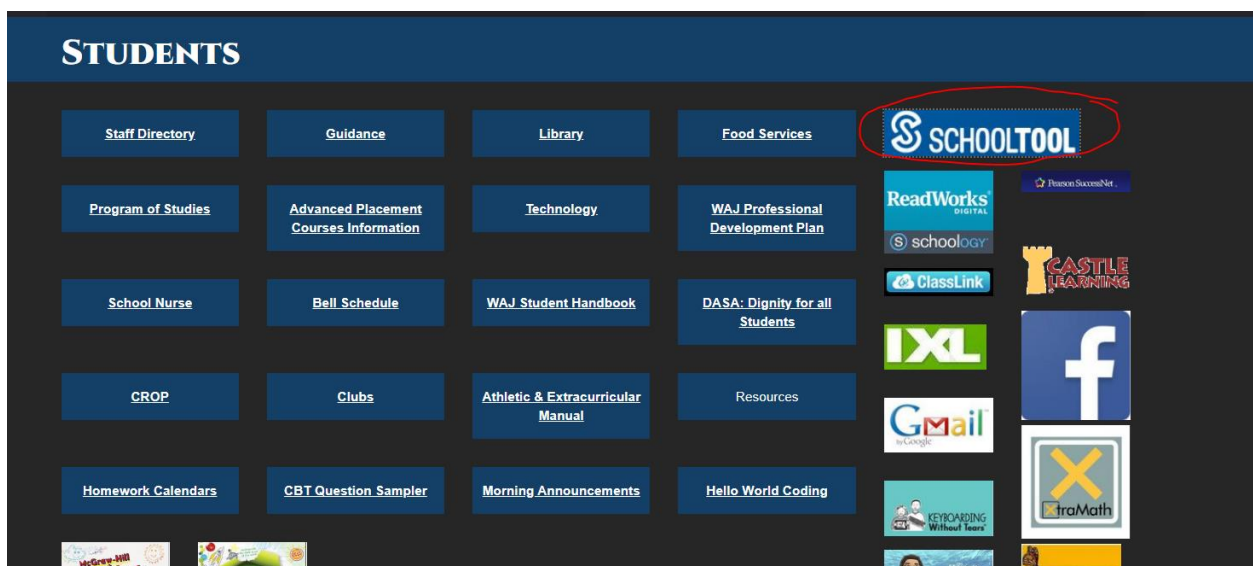 STUDENTS
Staff Directory
Guidance
Library
Food Services
SCHOOLTOOL
Program of Studies
Advanced Placement
Courses Information
Technology
WAJ Professional
Development Plan
School Nurse
Bell Schedule
WAJ Student Handbook
DASA: Dignity for all
Students
CROP
Clubs
Athletic & Extracurricular
Manual
Resources
Homework Calendars
CBT Question Sampler
Morning Announcements
Hello World Coding
ReadWorks
DIGITAL
S schoology
ClassLink
IXL
Gmail
by Google
KEYBOARDING
Without Tears
Pearson SuccessNet
CASTLE
LEARNING
f
XtraMath
McGraw-Hill